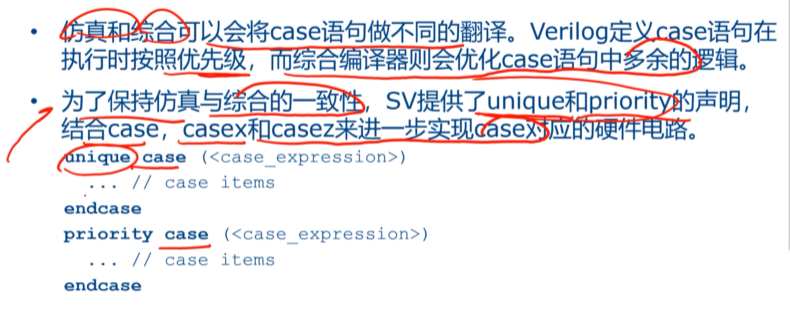 • 仿真和综合可以会将case语句做不同的翻译。Verilog定义case语句在
执行时按照优先级，而综合编译器则会优化case语句中多余的逻辑。
• 为了保持仿真与综合的一致性，SV提供了unique和priority的声明，
结合case，casex和casez来进一步实现case对应的硬件电路。
unique case (<case_expression>)
... // case items
endcase
priority case (<case_expression>)
... // case items
endcase